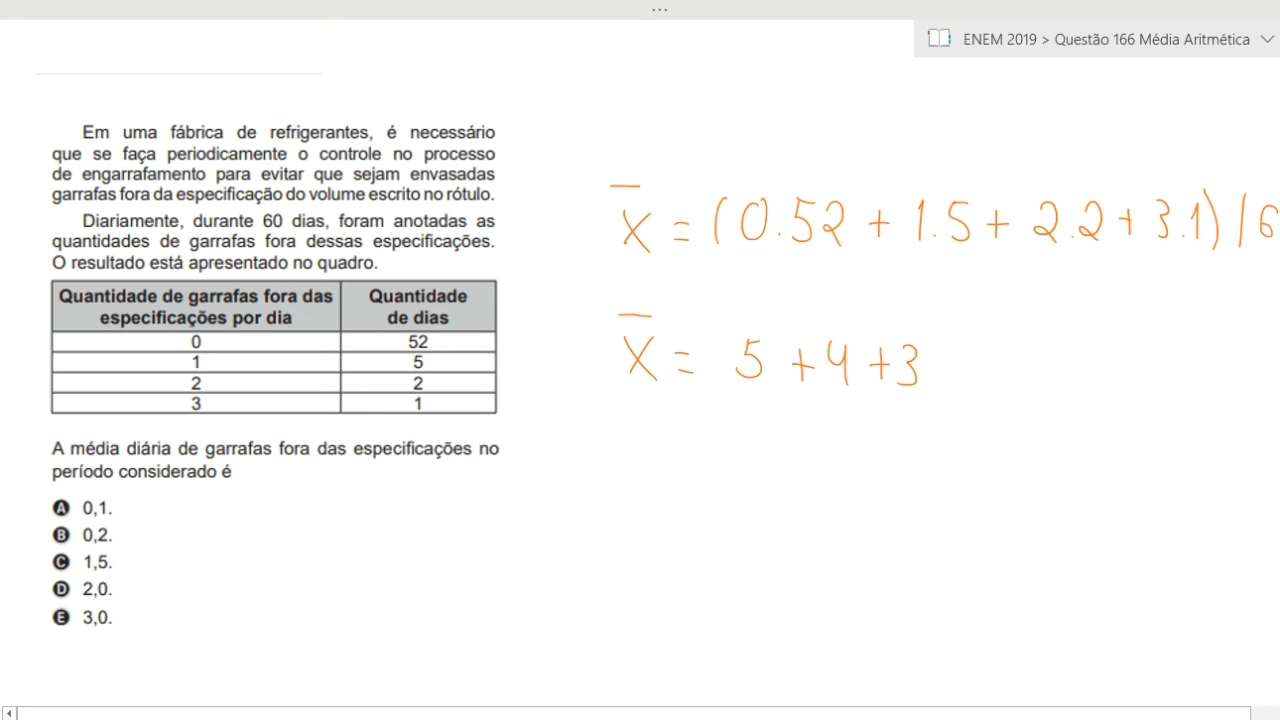 ...
ENEM 2019 > Questão 166 Média Aritmética
Em uma fábrica de refrigerantes, é necessário
que se faça periodicamente o controle no processo
de engarrafamento para evitar que sejam envasadas
garrafas fora da especificação do volume escrito no rótulo.
Diariamente, durante 60 dias, foram anotadas as
quantidades de garrafas fora dessas especificações.
O resultado está apresentado no quadro.
Quantidade de garrafas fora das especificações por dia | Quantidade de dias
0 52
1 5
2 2
3 1
A média diária de garrafas fora das especificações no
período considerado é
A 0,1.
B 0,2.
C 1,5.
D 2,0.
E 3,0.
x̄ = (0.52 + 1.5 + 2.2 + 3.1) / 6
x̄ = 5 + 4 + 3